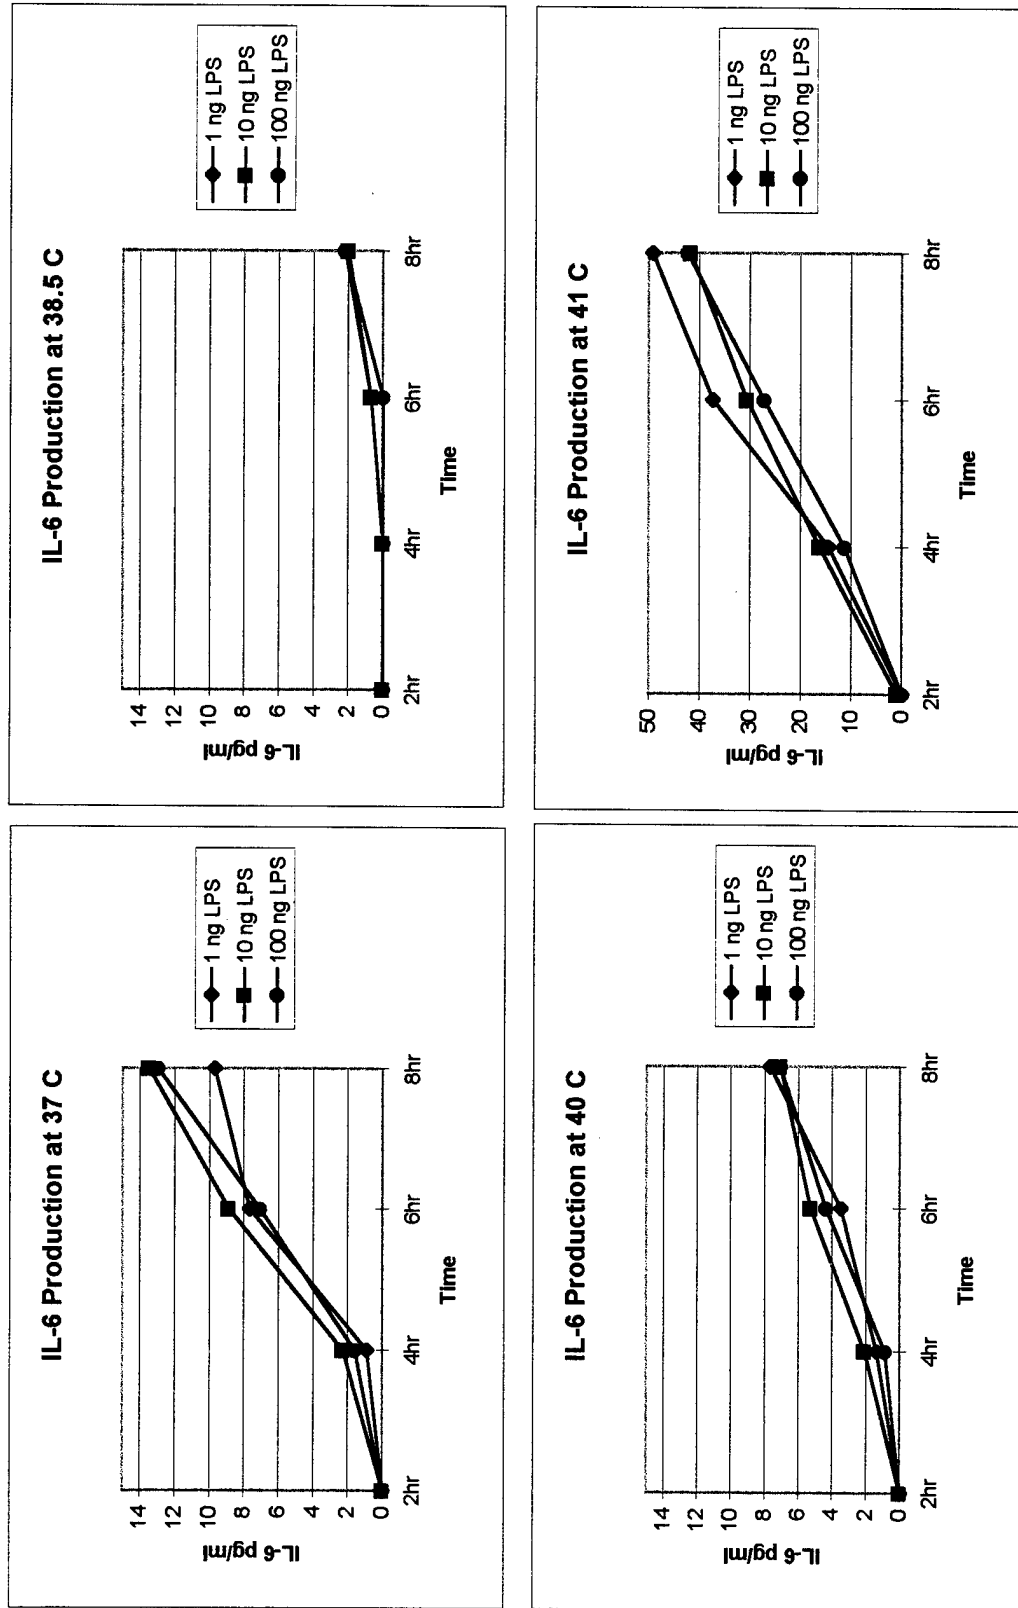 IL-6 Production at 37 C
IL-6 pg/ml
14
12
10
8
6
4
2
0
2hr
4hr
6hr
8hr
Time
1 ng LPS
10 ng LPS
100 ng LPS
IL-6 Production at 38.5 C
IL-6 pg/ml
14
12
10
8
6
4
2
0
2hr
4hr
6hr
8hr
Time
1 ng LPS
10 ng LPS
100 ng LPS
IL-6 Production at 40 C
IL-6 pg/ml
14
12
10
8
6
4
2
0
2hr
4hr
6hr
8hr
Time
1 ng LPS
10 ng LPS
100 ng LPS
IL-6 Production at 41 C
IL-6 pg/ml
50
40
30
20
10
0
2hr
4hr
6hr
8hr
Time
1 ng LPS
10 ng LPS
100 ng LPS